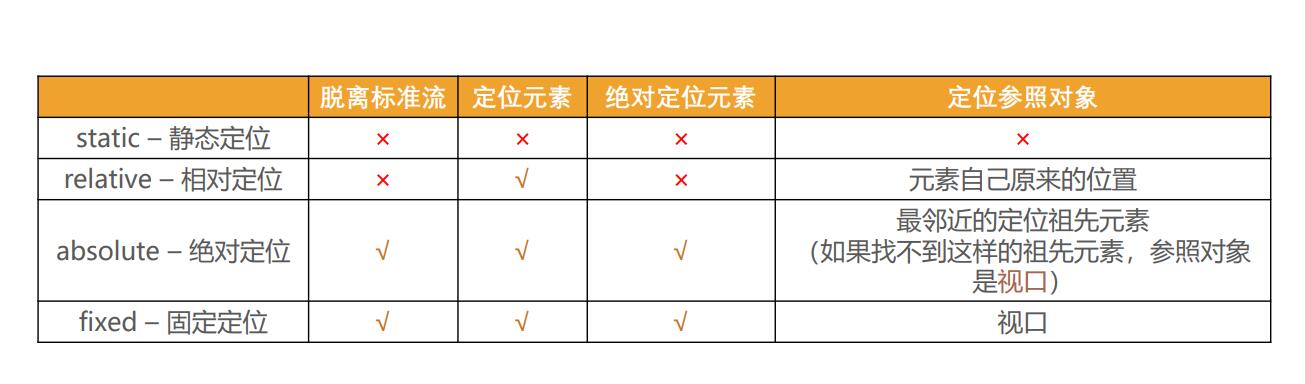 脱离标准流 定位元素 绝对定位元素 定位参照对象
static – 静态定位 × × × ×
relative – 相对定位 × √ × 元素自己原来的位置
absolute – 绝对定位 √ √ √ 最邻近的定位祖先元素
（如果找不到这样的祖先元素，参照对象
是视口）
fixed – 固定定位 √ √ √ 视口